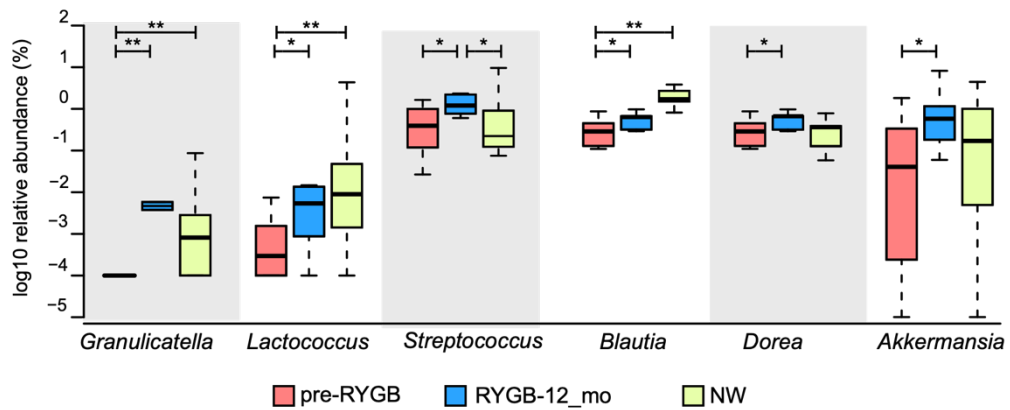 log10 relative abundance (%)
2
1
0
−1
−2
−3
−4
−5
** ** ** * * * ** * * *
Granulicatella Lactococcus Streptococcus Blautia Dorea Akkermansia
pre-RYGB RYGB-12_mo NW